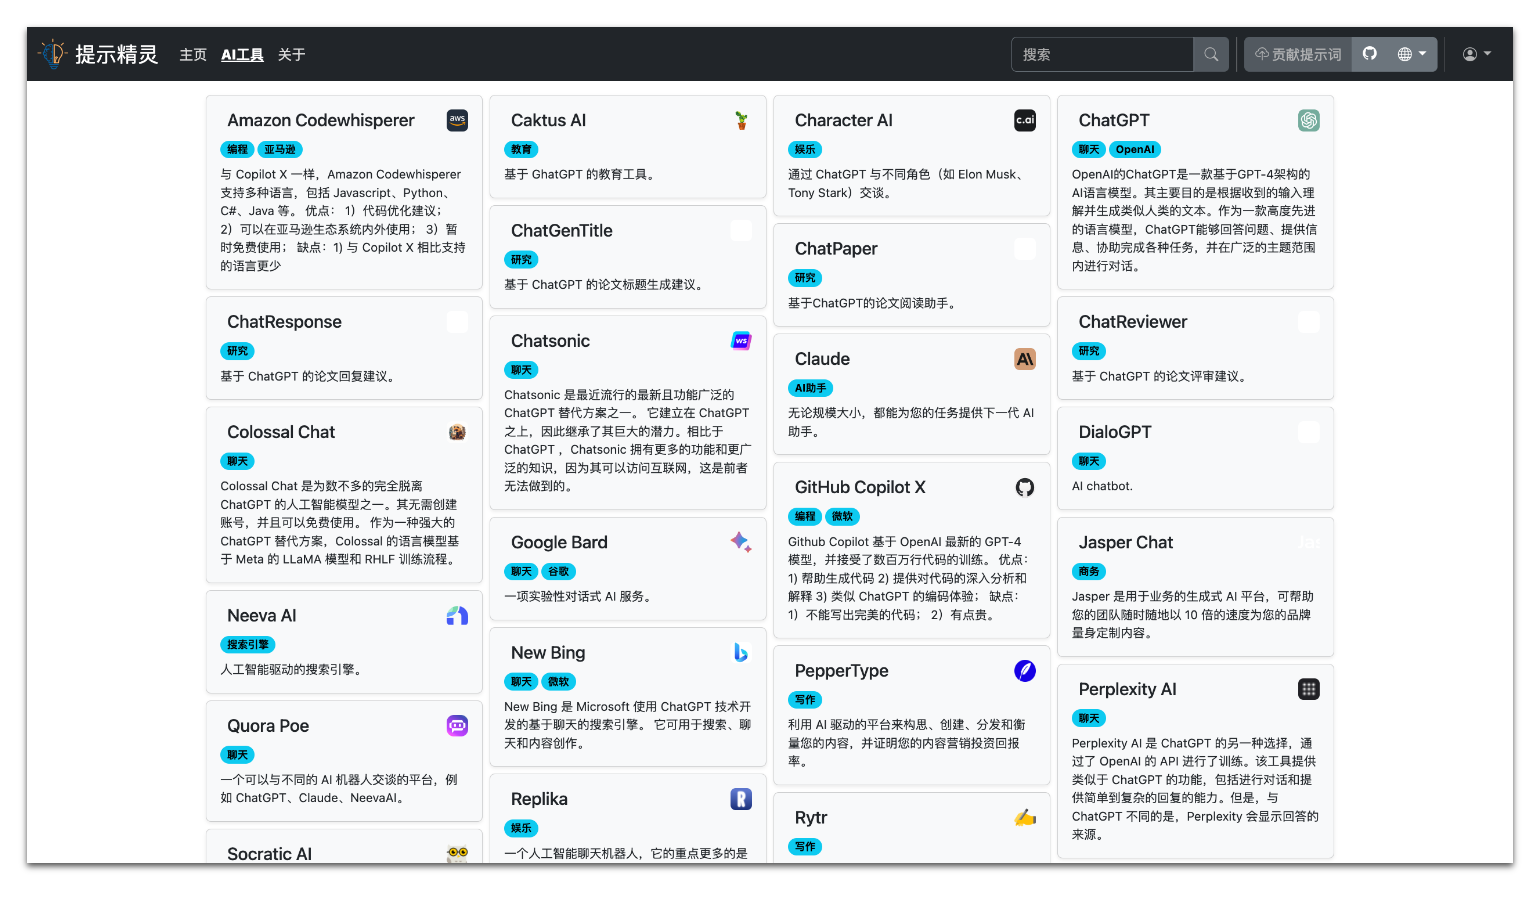 提示精灵
主页 AI工具 关于
搜索
贡献提示词
Amazon Codewhisperer
aws
编程 亚马逊
与 Copilot X 一样，Amazon Codewhisperer
支持多种语言，包括 Javascript、Python、
C#、Java 等。 优点： 1）代码优化建议；
2）可以在亚马逊生态系统内外使用； 3）暂
时免费使用； 缺点：1) 与 Copilot X 相比支持
的语言更少
ChatResponse
研究
基于 ChatGPT 的论文回复建议。
Colossal Chat
聊天
Colossal Chat 是为数不多的完全脱离
ChatGPT 的人工智能模型之一。其无需创建
账号，并且可以免费使用。 作为一种强大的
ChatGPT 替代方案，Colossal 的语言模型基
于 Meta 的 LLaMA 模型和 RHLF 训练流程。
Neeva AI
搜索引擎
人工智能驱动的搜索引擎。
Quora Poe
聊天
一个可以与不同的 AI 机器人交谈的平台，例
如 ChatGPT、Claude、NeevaAI。
Socratic AI
Caktus AI
教育
基于 GhatGPT 的教育工具。
ChatGenTitle
研究
基于 ChatGPT 的论文标题生成建议。
Chatsonic
ws
聊天
Chatsonic 是最近流行的最新且功能广泛的
ChatGPT 替代方案之一。 它建立在 ChatGPT
之上，因此继承了其巨大的潜力。相比于
ChatGPT ，Chatsonic 拥有更多的功能和更广
泛的知识，因为其可以访问互联网，这是前者
无法做到的。
Google Bard
聊天 谷歌
一项实验性对话式 AI 服务。
New Bing
聊天 微软
New Bing 是 Microsoft 使用 ChatGPT 技术开
发的基于聊天的搜索引擎。 它可用于搜索、聊
天和内容创作。
Replika
R
娱乐
一个人工智能聊天机器人，它的重点更多的是
Character AI
c.ai
娱乐
通过 ChatGPT 与不同角色（如 Elon Musk、
Tony Stark）交谈。
ChatPaper
研究
基于ChatGPT的论文阅读助手。
Claude
A\
AI助手
无论规模大小，都能为您的任务提供下一代 AI
助手。
GitHub Copilot X
编程 微软
Github Copilot 基于 OpenAI 最新的 GPT-4
模型，并接受了数百万行代码的训练。 优点：
1) 帮助生成代码 2) 提供对代码的深入分析和
解释 3) 类似 ChatGPT 的编码体验； 缺点：
1）不能写出完美的代码； 2）有点贵。
PepperType
写作
利用 AI 驱动的平台来构思、创建、分发和衡
量您的内容，并证明您的内容营销投资回报
率。
Rytr
写作
ChatGPT
聊天 OpenAI
OpenAI的ChatGPT是一款基于GPT-4架构的
AI语言模型。其主要目的是根据收到的输入理
解并生成类似人类的文本。作为一款高度先进
的语言模型，ChatGPT能够回答问题、提供信
息、协助完成各种任务，并在广泛的主题范围
内进行对话。
ChatReviewer
研究
基于 ChatGPT 的论文评审建议。
DialoGPT
聊天
AI chatbot.
Jasper Chat
商务
Jasper 是用于业务的生成式 AI 平台，可帮助
您的团队随时随地以 10 倍的速度为您的品牌
量身定制内容。
Perplexity AI
聊天
Perplexity AI 是 ChatGPT 的另一种选择，通
过了 OpenAI 的 API 进行了训练。该工具提供
类似于 ChatGPT 的功能，包括进行对话和提
供简单到复杂的回复的能力。但是，与
ChatGPT 不同的是，Perplexity 会显示回答的
来源。